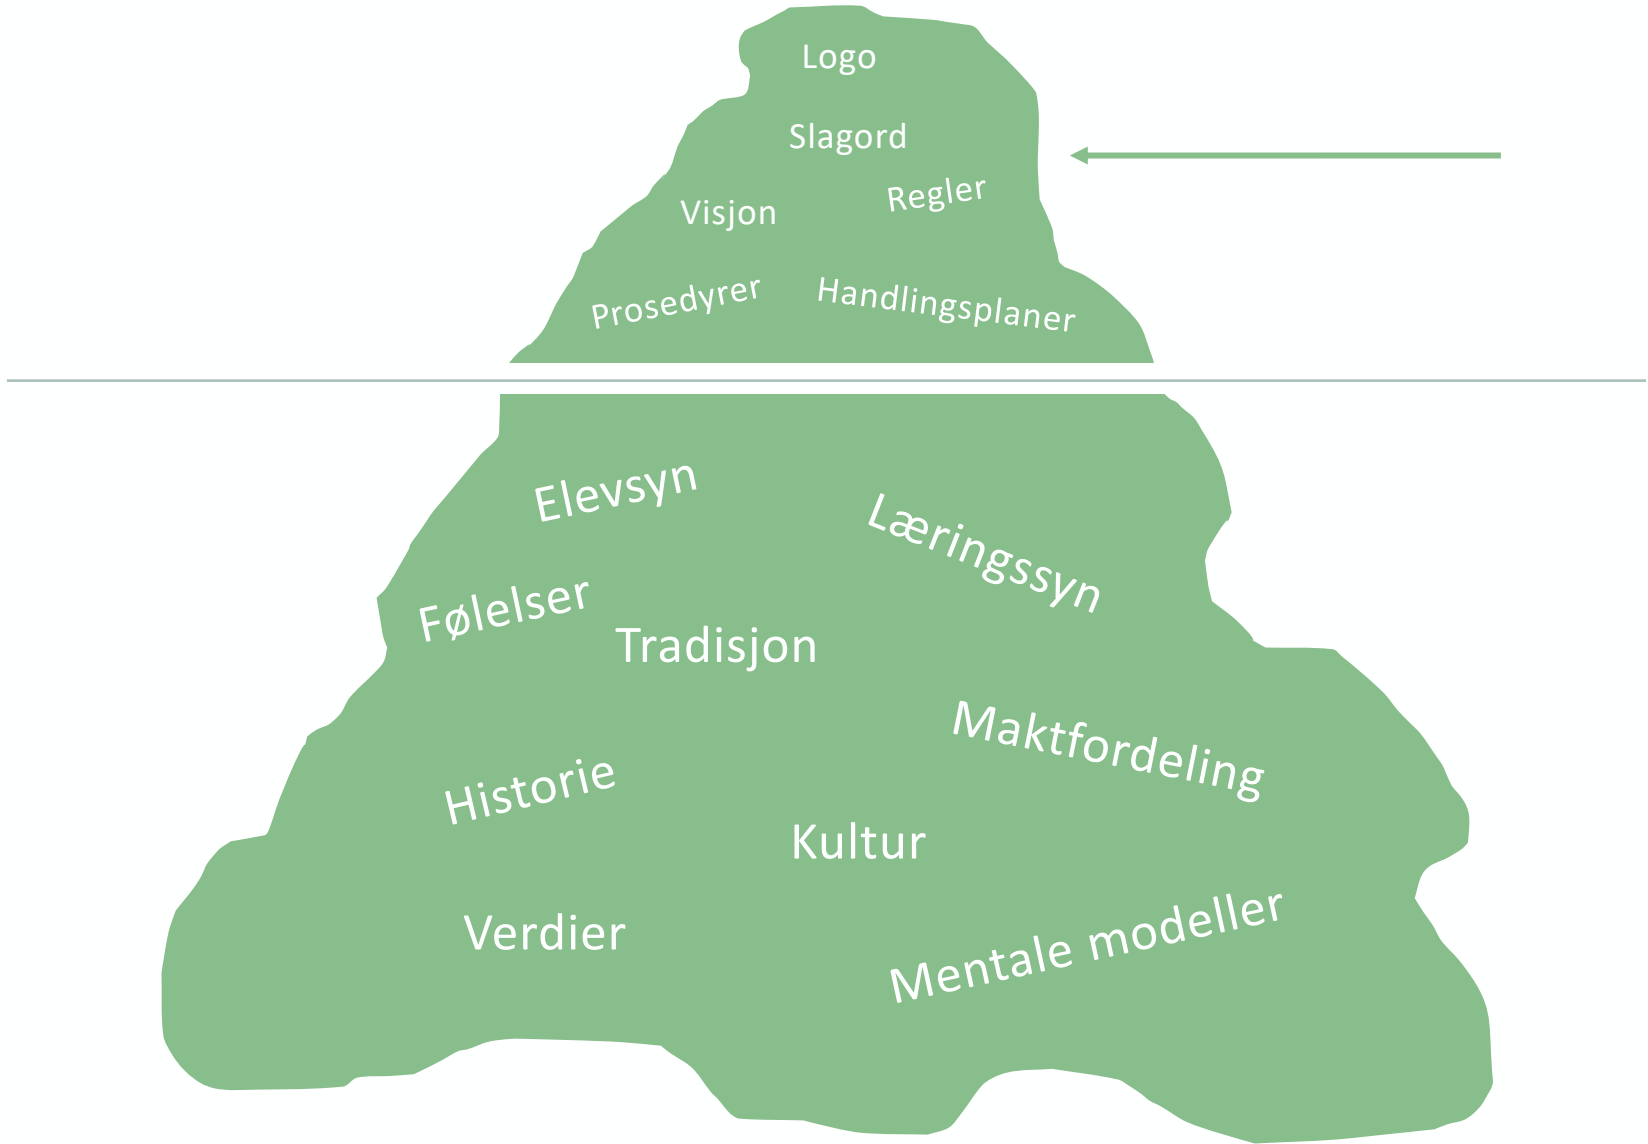 Logo
Slagord
Visjon
Regler
Prosedyrer
Handlingsplaner
Elevsyn
Læringssyn
Følelser
Tradisjon
Maktfordeling
Historie
Kultur
Verdier
Mentale modeller